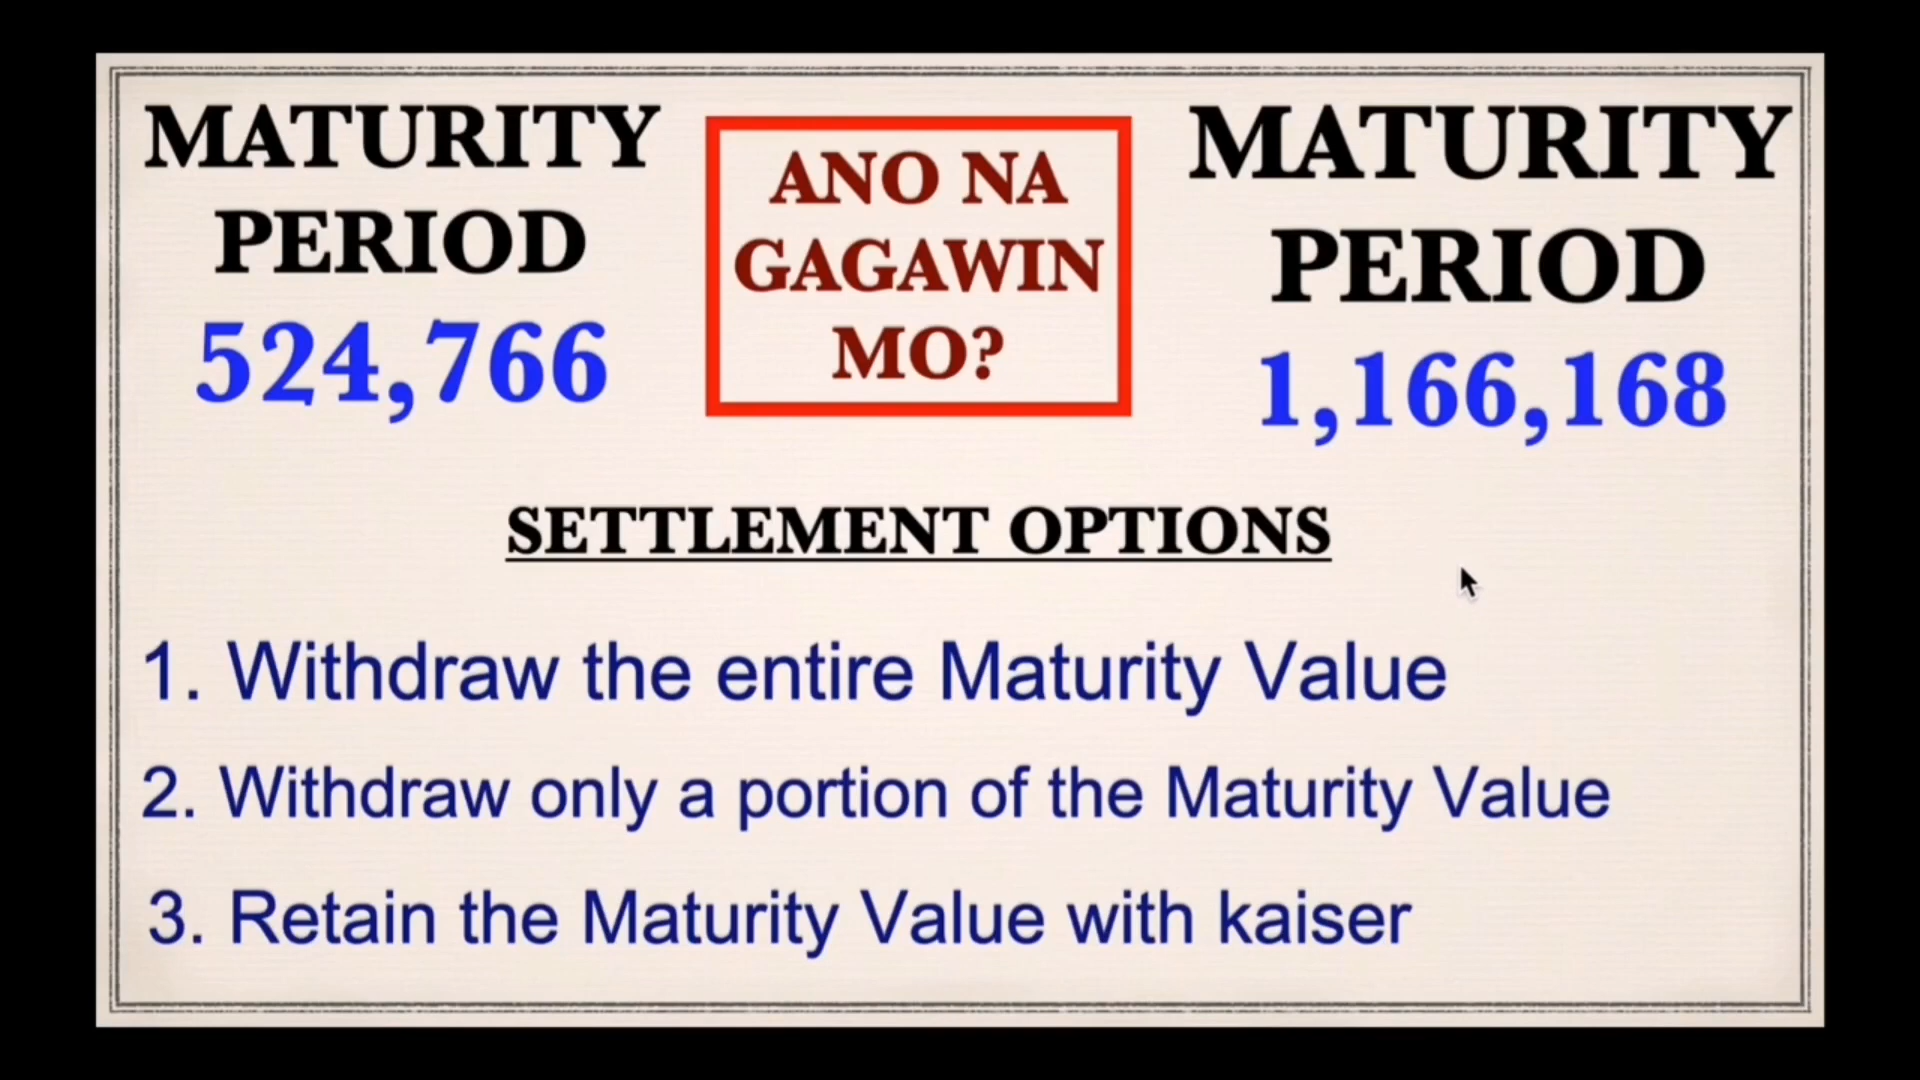 MATURITY
PERIOD
524,766
ANO NA
GAGAWIN
MO?
MATURITY
PERIOD
1,166,168
SETTLEMENT OPTIONS
1. Withdraw the entire Maturity Value
2. Withdraw only a portion of the Maturity Value
3. Retain the Maturity Value with kaiser